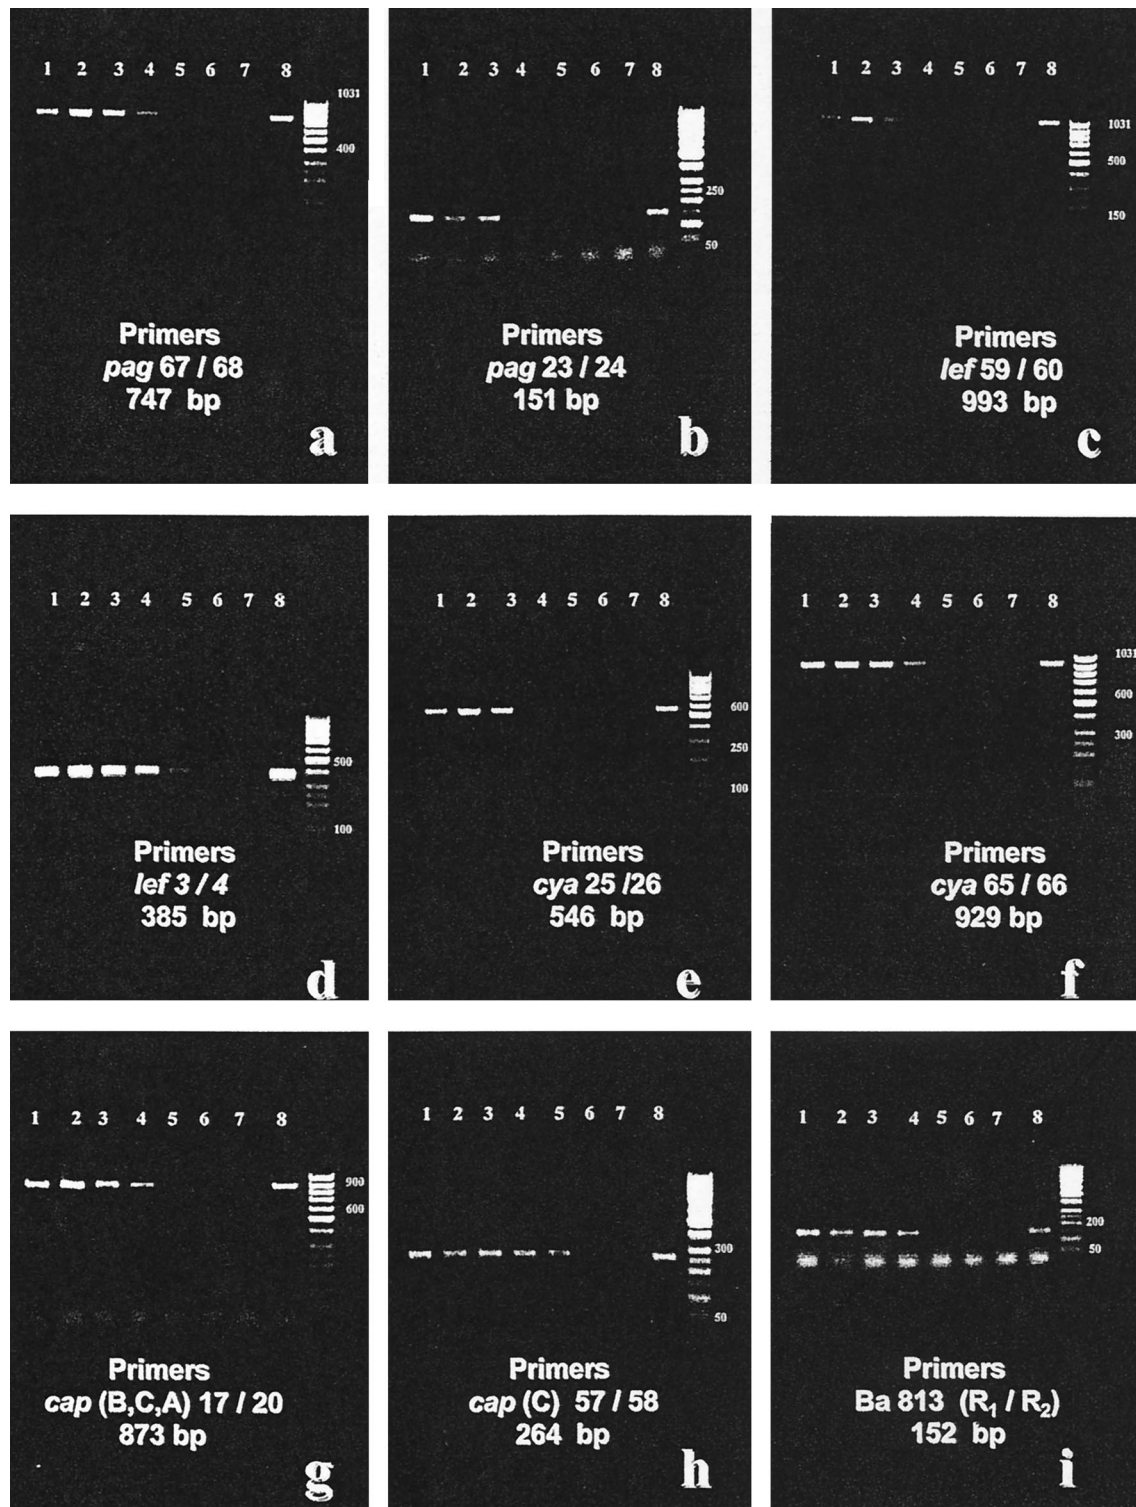 1 2 3 4 5 6 7 8
1031
400
Primers
pag 67 / 68
747 bp
a
1 2 3 4 5 6 7 8
250
50
Primers
pag 23 / 24
151 bp
b
1 2 3 4 5 6 7 8
1031
500
150
Primers
lef 59 / 60
993 bp
c
1 2 3 4 5 6 7 8
500
100
Primers
lef 3 / 4
385 bp
d
1 2 3 4 5 6 7 8
600
250
100
Primers
cya 25 /26
546 bp
e
1 2 3 4 5 6 7 8
1031
600
300
Primers
cya 65 / 66
929 bp
f
1 2 3 4 5 6 7 8
900
600
Primers
cap (B,C,A) 17 / 20
873 bp
g
1 2 3 4 5 6 7 8
300
50
Primers
cap (C) 57 / 58
264 bp
h
1 2 3 4 5 6 7 8
200
50
Primers
Ba 813 (R₁ / R₂)
152 bp
i